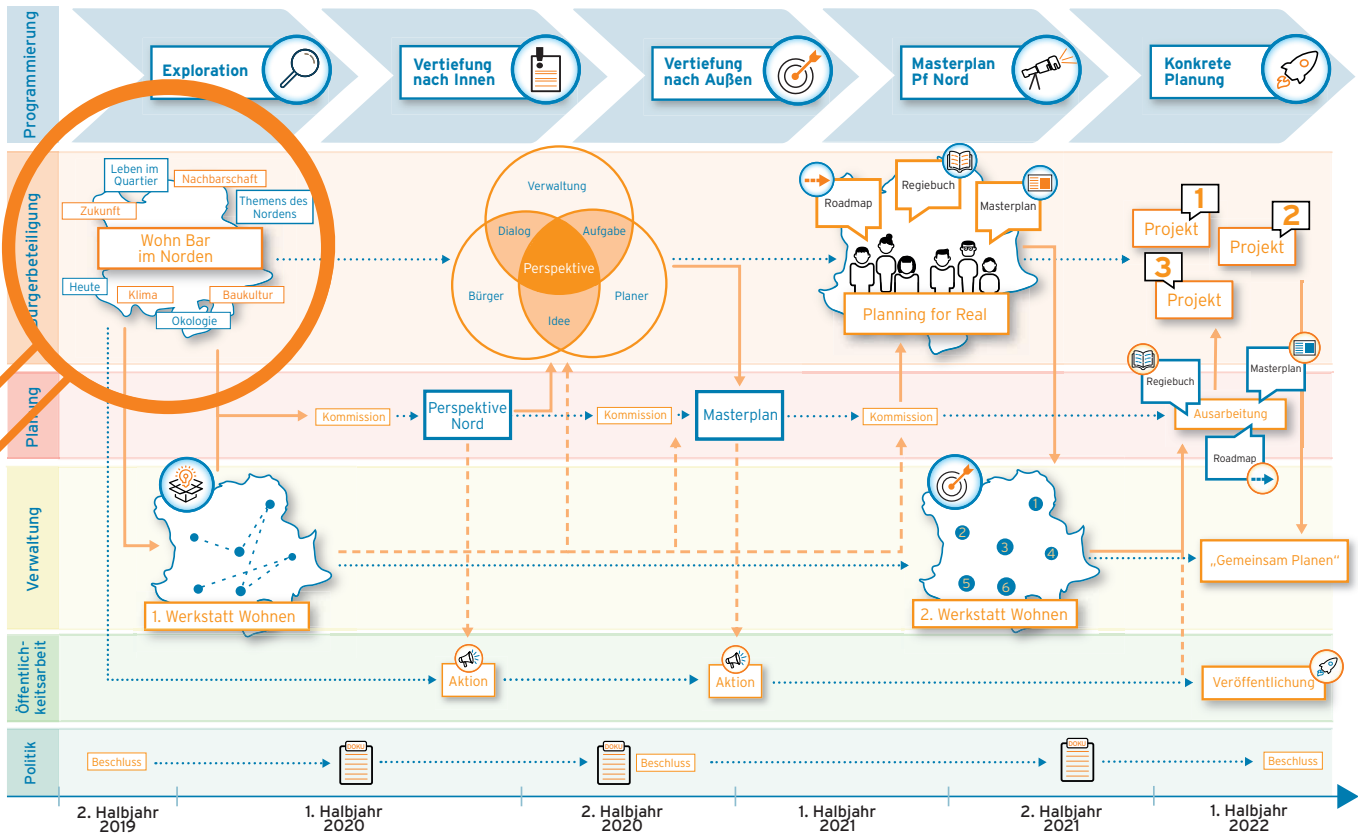 Programmierung
Exploration
Vertiefung
nach Innen
Vertiefung
nach Außen
Masterplan
Pf Nord
Konkrete
Planung
Leben im
Quartier
Nachbarschaft
Zukunft
Themens des
Nordens
Wohn Bar
im Norden
Heute
Klima
Baukultur
Okologie
Verwaltung
Dialog
Aufgabe
Perspektive
Bürger
Planer
Idee
Roadmap
Regiebuch
Masterplan
Planning for Real
1
Projekt
2
Projekt
3
Projekt
Planung
Kommission
Perspektive
Nord
Kommission
Masterplan
Kommission
Regiebuch
Masterplan
Ausarbeitung
Roadmap
Verwaltung
1. Werkstatt Wohnen
1
2
3
4
5
6
2. Werkstatt Wohnen
„Gemeinsam Planen“
Öffentlich-
keitsarbeit
Aktion
Aktion
Veröffentlichung
Politik
Beschluss
DOKU
DOKU
Beschluss
DOKU
Beschluss
2. Halbjahr
2019
1. Halbjahr
2020
2. Halbjahr
2020
1. Halbjahr
2021
2. Halbjahr
2021
1. Halbjahr
2022